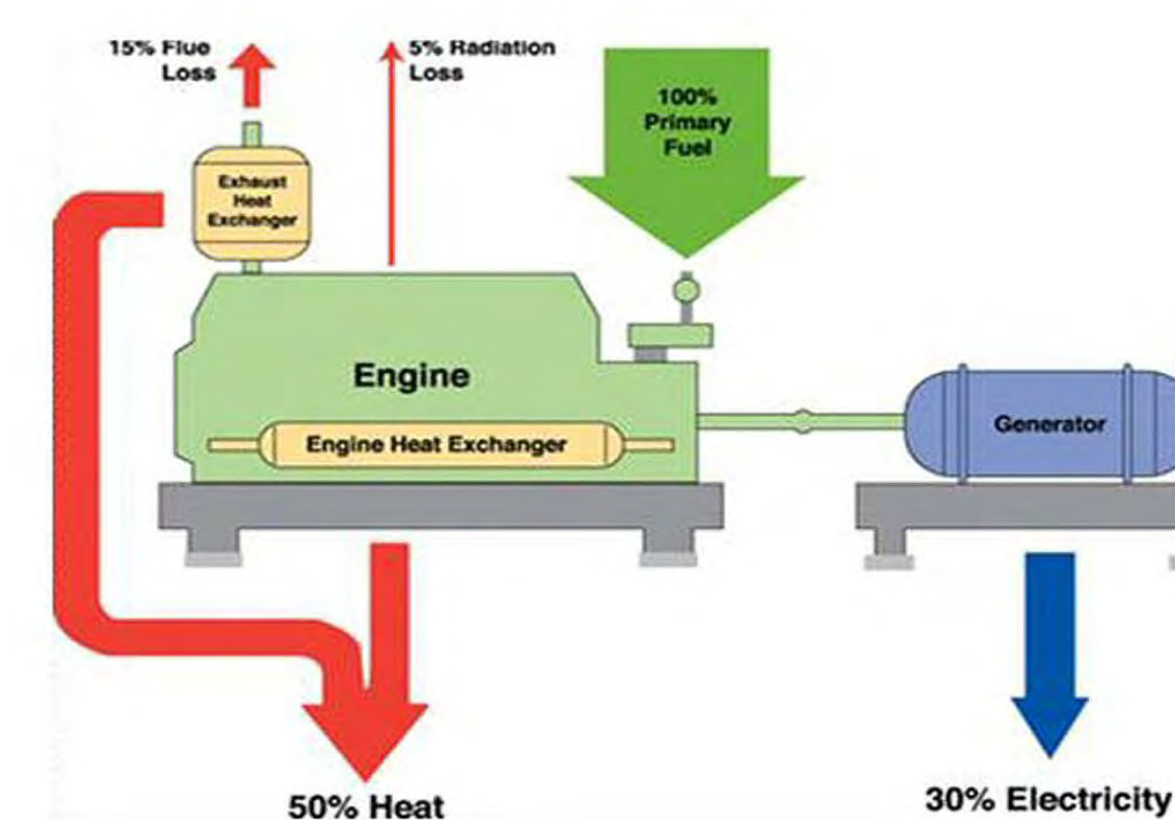 15% Flue
Loss
5% Radiation
Loss
100%
Primary
Fuel
Exhaust
Heat
Exchanger
Engine
Engine Heat Exchanger
Generator
50% Heat
30% Electricity